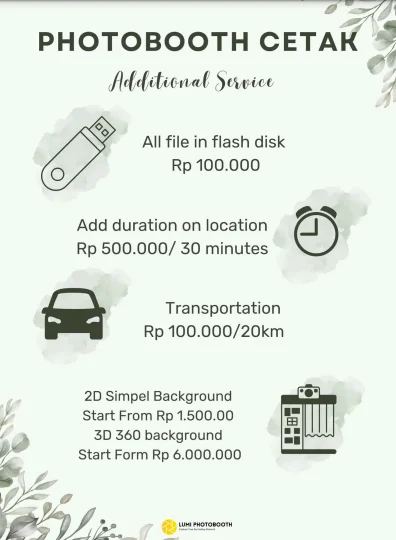 PHOTOBOOTH CETAK
Additional Service
All file in flash disk
Rp 100.000
Add duration on location
Rp 500.000/ 30 minutes
Transportation
Rp 100.000/20km
2D Simpel Background
Start From Rp 1.500.00
3D 360 background
Start Form Rp 6.000.000
LUMI PHOTOBOOTH